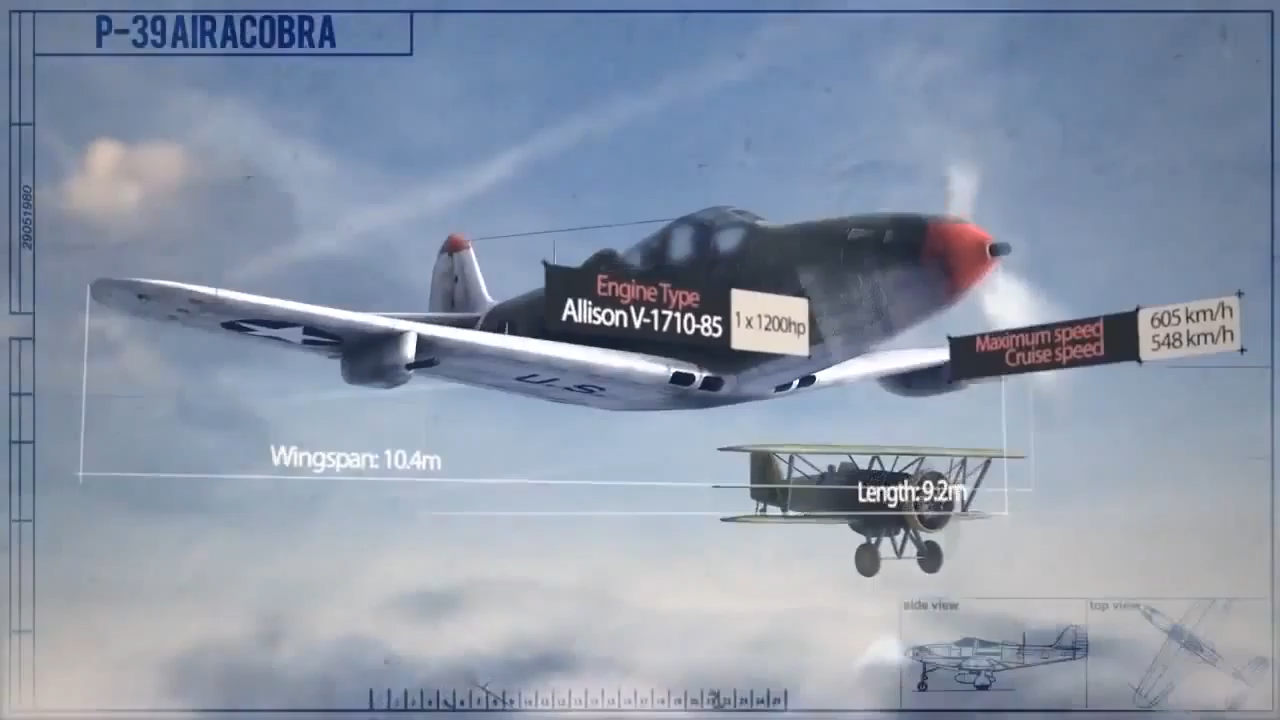 P-39 AIRACOBRA
29051980
Engine Type
Allison V-1710-85
1 x 1200hp
Maximum speed
Cruise speed
605 km/h
548 km/h
U-S
Wingspan: 10.4m
Length: 9.2m
side view
top view